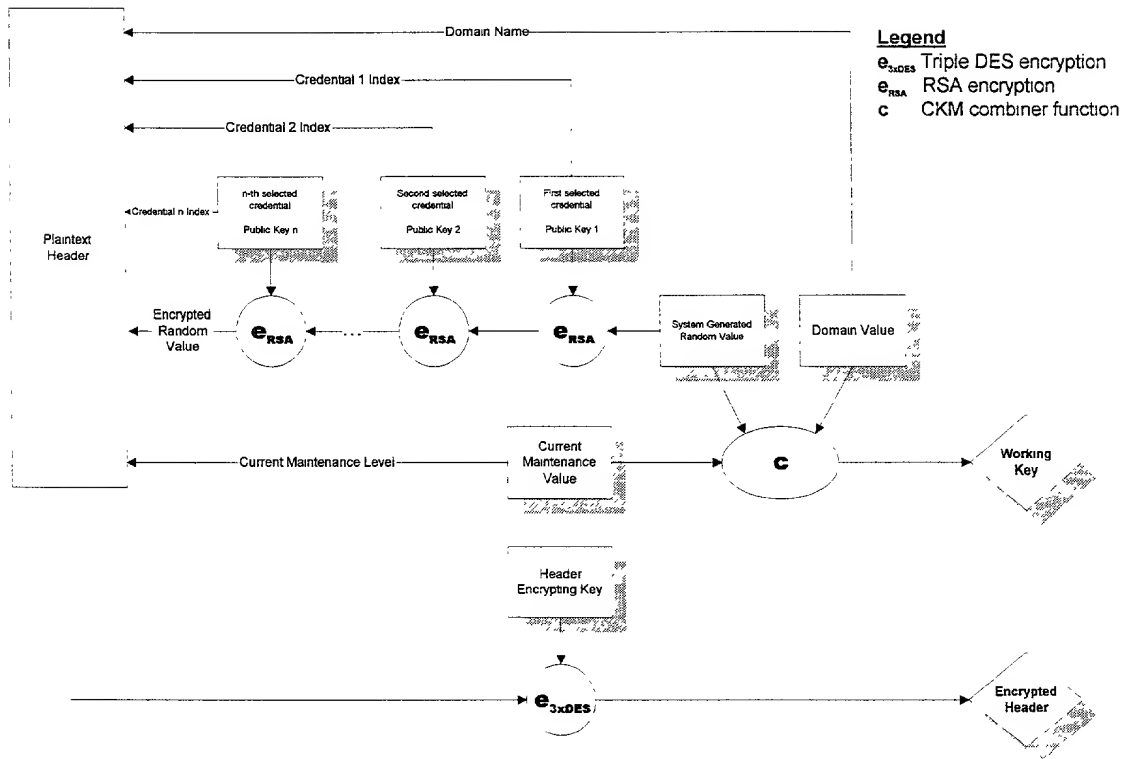 Domain Name
Legend
e3xDES Triple DES encryption
eRSA RSA encryption
c CKM combiner function
Credential 1 Index
Credential 2 Index
n-th selected
credential
Public Key n
Second selected
credential
Public Key 2
First selected
credential
Public Key 1
Credential n Index
Plaintext
Header
Encrypted
Random
Value
eRSA
...
eRSA
eRSA
System Generated
Random Value
Domain Value
Current Maintenance Level
Current
Maintenance
Value
c
Working
Key
Header
Encrypting Key
e3xDES
Encrypted
Header